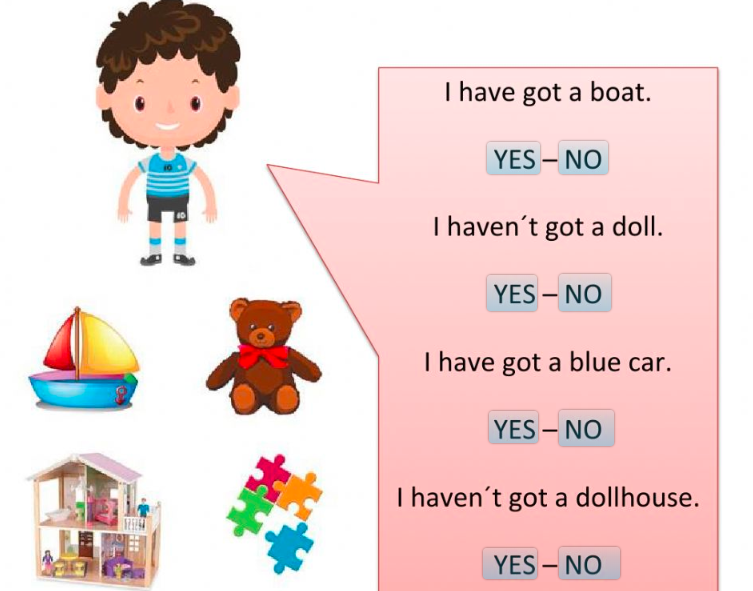 I have got a boat.
YES – NO
I haven´t got a doll.
YES – NO
I have got a blue car.
YES – NO
I haven´t got a dollhouse.
YES – NO